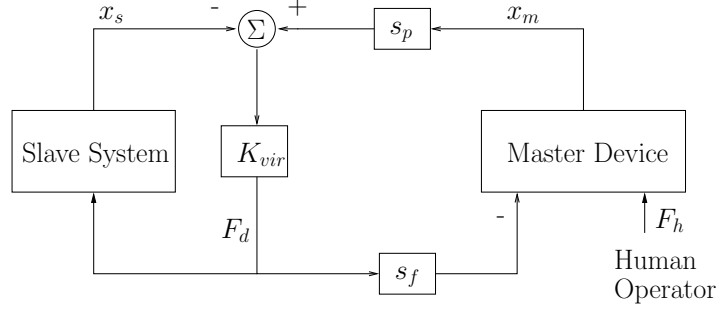 x_s
-
Σ
+
s_p
x_m
Slave System
K_vir
Master Device
F_d
-
F_h
s_f
Human
Operator